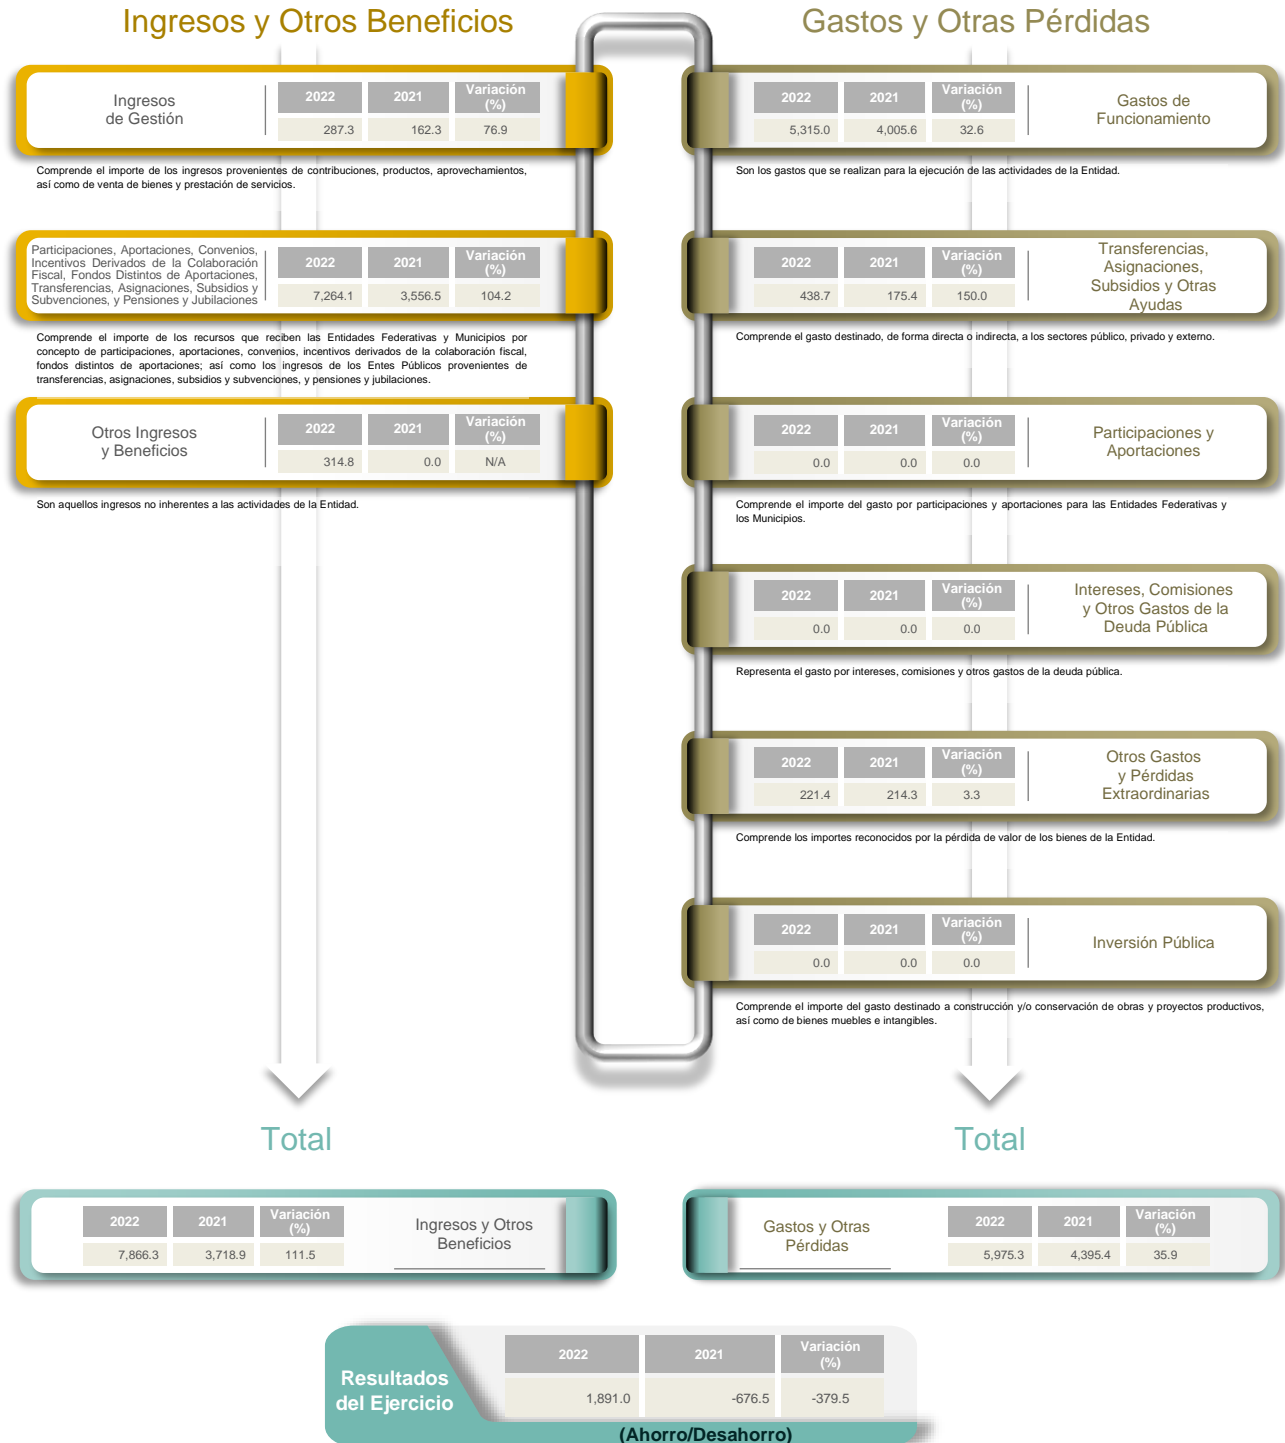 Ingresos y Otros Beneficios
Ingresos
de Gestión
2022 2021 Variación
(%)
287.3 162.3 76.9
Comprende el importe de los ingresos provenientes de contribuciones, productos, aprovechamientos,
así como de venta de bienes y prestación de servicios.
Participaciones, Aportaciones, Convenios,
Incentivos Derivados de la Colaboración
Fiscal, Fondos Distintos de Aportaciones,
Transferencias, Asignaciones, Subsidios y
Subvenciones, y Pensiones y Jubilaciones
2022 2021 Variación
(%)
7,264.1 3,556.5 104.2
Comprende el importe de los recursos que reciben las Entidades Federativas y Municipios por
concepto de participaciones, aportaciones, convenios, incentivos derivados de la colaboración fiscal,
fondos distintos de aportaciones; así como los ingresos de los Entes Públicos provenientes de
transferencias, asignaciones, subsidios y subvenciones, y pensiones y jubilaciones.
Otros Ingresos
y Beneficios
2022 2021 Variación
(%)
314.8 0.0 N/A
Son aquellos ingresos no inherentes a las actividades de la Entidad.
Gastos y Otras Pérdidas
2022 2021 Variación
(%)
5,315.0 4,005.6 32.6
Gastos de
Funcionamiento
Son los gastos que se realizan para la ejecución de las actividades de la Entidad.
2022 2021 Variación
(%)
438.7 175.4 150.0
Transferencias,
Asignaciones,
Subsidios y Otras
Ayudas
Comprende el gasto destinado, de forma directa o indirecta, a los sectores público, privado y externo.
2022 2021 Variación
(%)
0.0 0.0 0.0
Participaciones y
Aportaciones
Comprende el importe del gasto por participaciones y aportaciones para las Entidades Federativas y
los Municipios.
2022 2021 Variación
(%)
0.0 0.0 0.0
Intereses, Comisiones
y Otros Gastos de la
Deuda Pública
Representa el gasto por intereses, comisiones y otros gastos de la deuda pública.
2022 2021 Variación
(%)
221.4 214.3 3.3
Otros Gastos
y Pérdidas
Extraordinarias
Comprende los importes reconocidos por la pérdida de valor de los bienes de la Entidad.
2022 2021 Variación
(%)
0.0 0.0 0.0
Inversión Pública
Comprende el importe del gasto destinado a construcción y/o conservación de obras y proyectos productivos,
así como de bienes muebles e intangibles.
Total
2022 2021 Variación
(%)
7,866.3 3,718.9 111.5
Ingresos y Otros
Beneficios
Total
Gastos y Otras
Pérdidas
2022 2021 Variación
(%)
5,975.3 4,395.4 35.9
Resultados
del Ejercicio
2022 2021 Variación
(%)
1,891.0 -676.5 -379.5
(Ahorro/Desahorro)